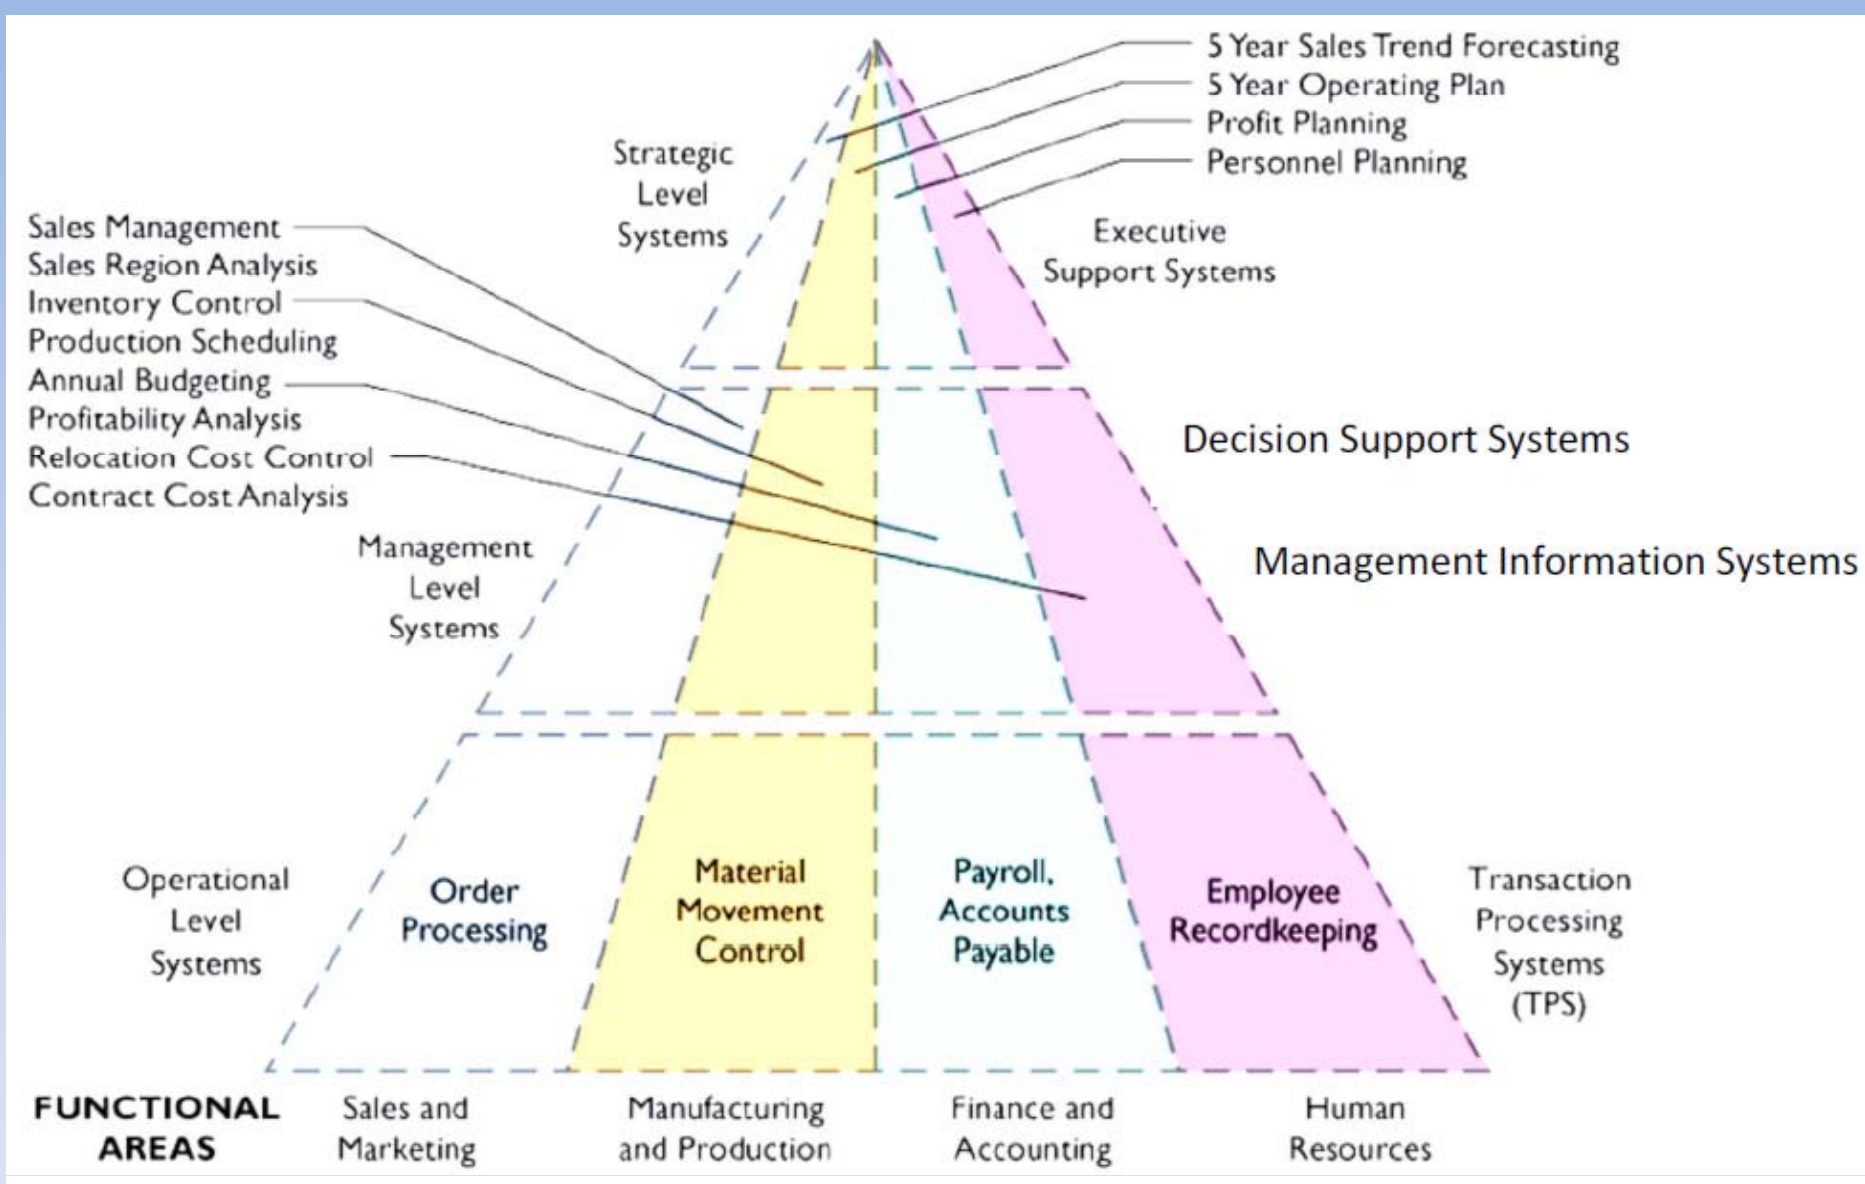 5 Year Sales Trend Forecasting
5 Year Operating Plan
Profit Planning
Personnel Planning
Strategic
Level
Systems
Executive
Support Systems
Sales Management
Sales Region Analysis
Inventory Control
Production Scheduling
Annual Budgeting
Profitability Analysis
Relocation Cost Control
Contract Cost Analysis
Decision Support Systems
Management Information Systems
Management
Level
Systems
Operational
Level
Systems
Order
Processing
Material
Movement
Control
Payroll,
Accounts
Payable
Employee
Recordkeeping
Transaction
Processing
Systems
(TPS)
FUNCTIONAL
AREAS
Sales and
Marketing
Manufacturing
and Production
Finance and
Accounting
Human
Resources